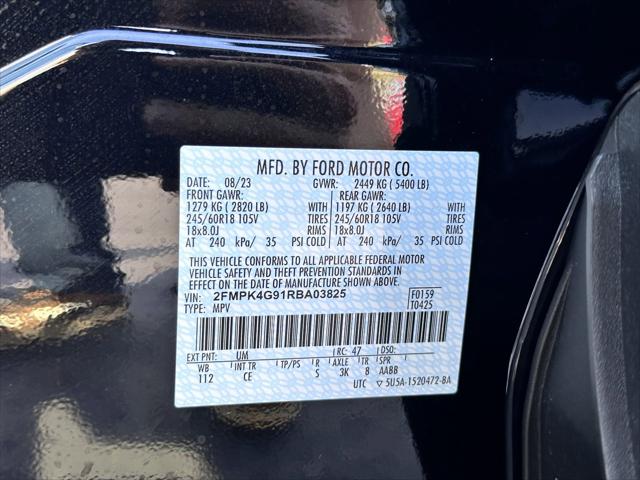 MFD. BY FORD MOTOR CO.
DATE: 08/23 GVWR: 2449 KG ( 5400 LB)
FRONT GAWR: REAR GAWR:
1279 KG ( 2820 LB) WITH 1197 KG ( 2640 LB) WITH
245/60R18 105V TIRES 245/60R18 105V TIRES
18x8.0J RIMS 18x8.0J RIMS
AT 240 kPa/ 35 PSI COLD AT 240 kPa/ 35 PSI COLD
THIS VEHICLE CONFORMS TO ALL APPLICABLE FEDERAL MOTOR
VEHICLE SAFETY AND THEFT PREVENTION STANDARDS IN
EFFECT ON THE DATE OF MANUFACTURE SHOWN ABOVE.
VIN: 2FMPK4G91RBA03825 F0159
TYPE: MPV T0425
EXT PNT: UM RC: 47 DSO:
WB INT TR TP/PS R AXLE TR SPR
112 CE S 3K 8 AABB
UTC ▽5U5A-1520472-BA